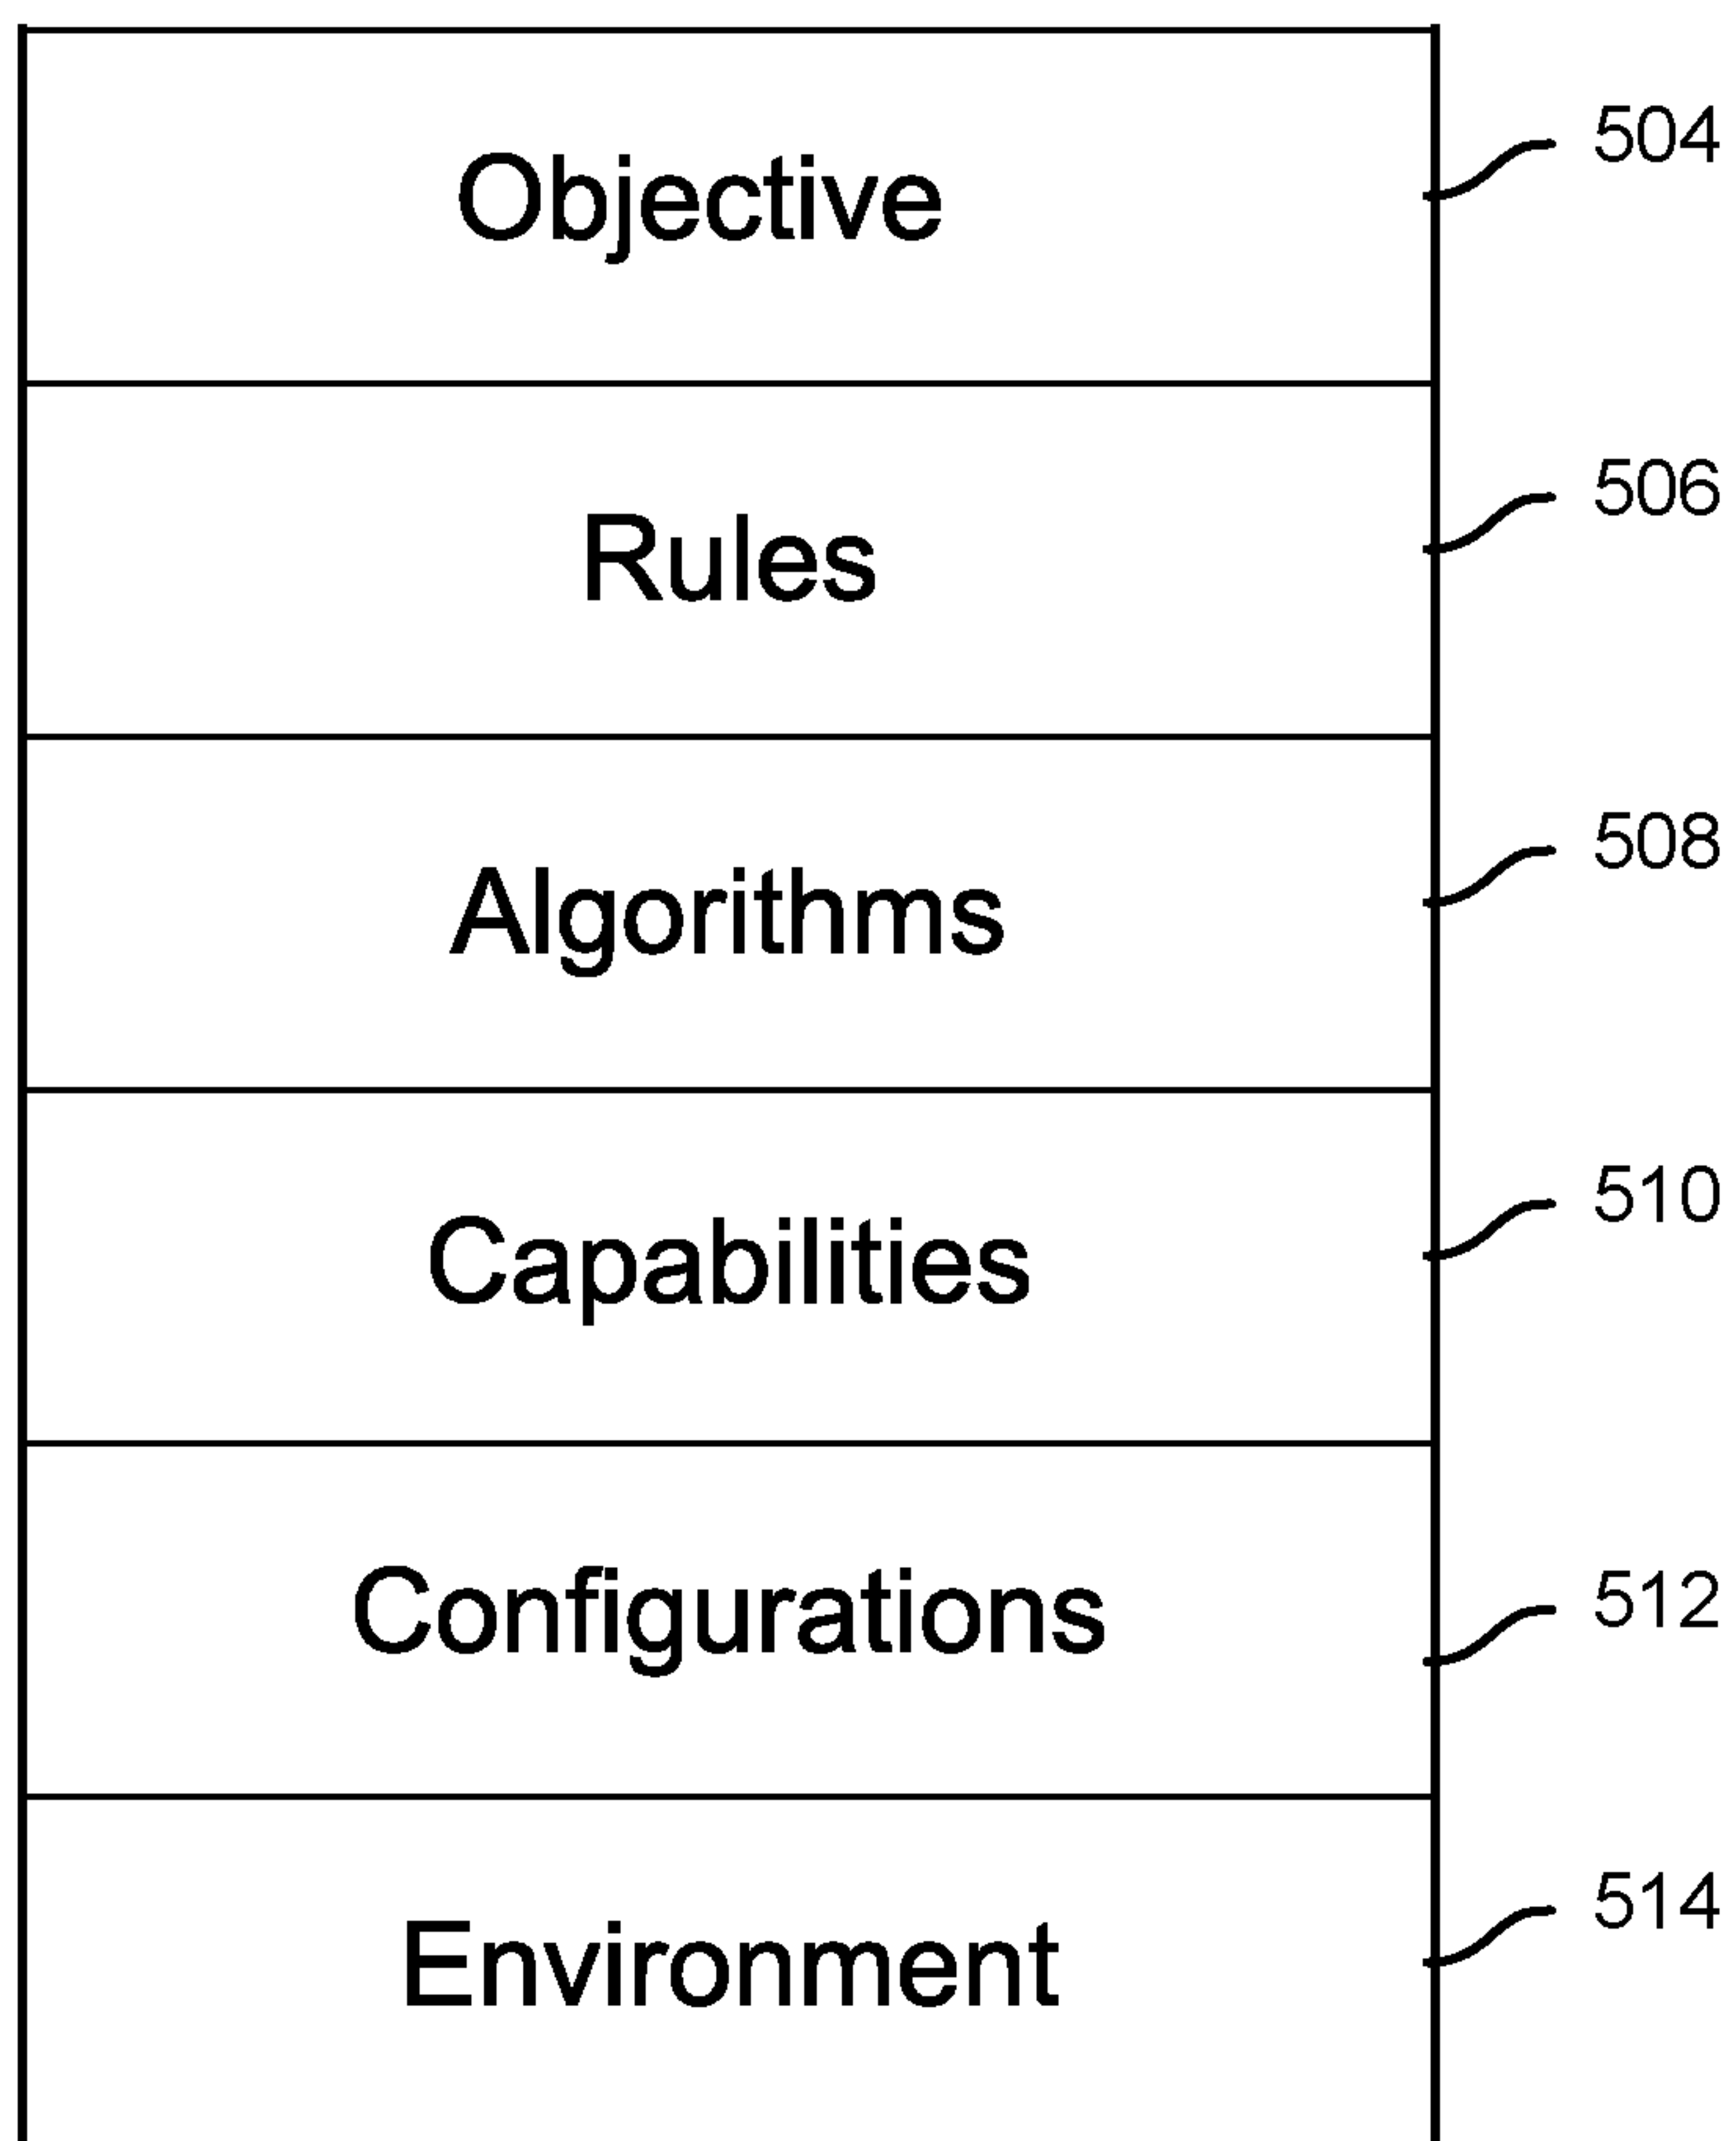 Objective 504
Rules 506
Algorithms 508
Capabilities 510
Configurations 512
Environment 514